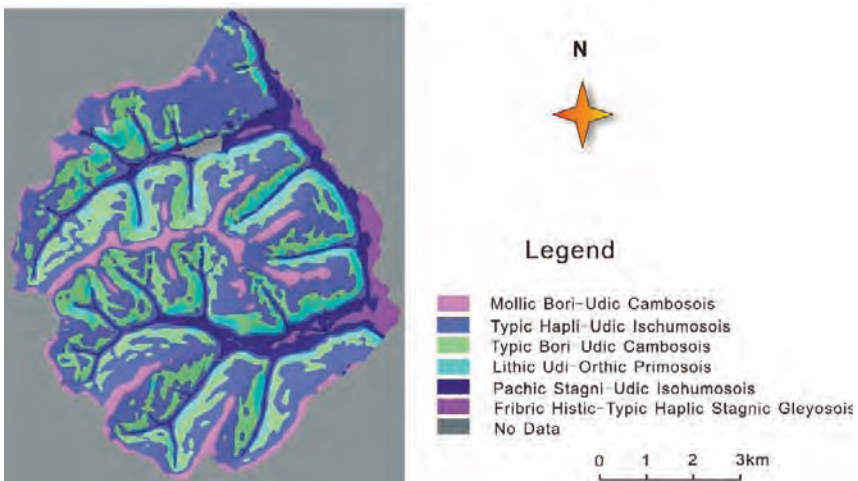 N
Legend
Mollic Bori-Udic Cambosois
Typic Hapli-Udic Ischumosois
Typic Bori-Udic Cambosois
Lithic Udi-Orthic Primosois
Pachic Stagni-Udic Isohumosois
Fribric Histic-Typic Haplic Stagnic Gleyosois
No Data
0 1 2 3km